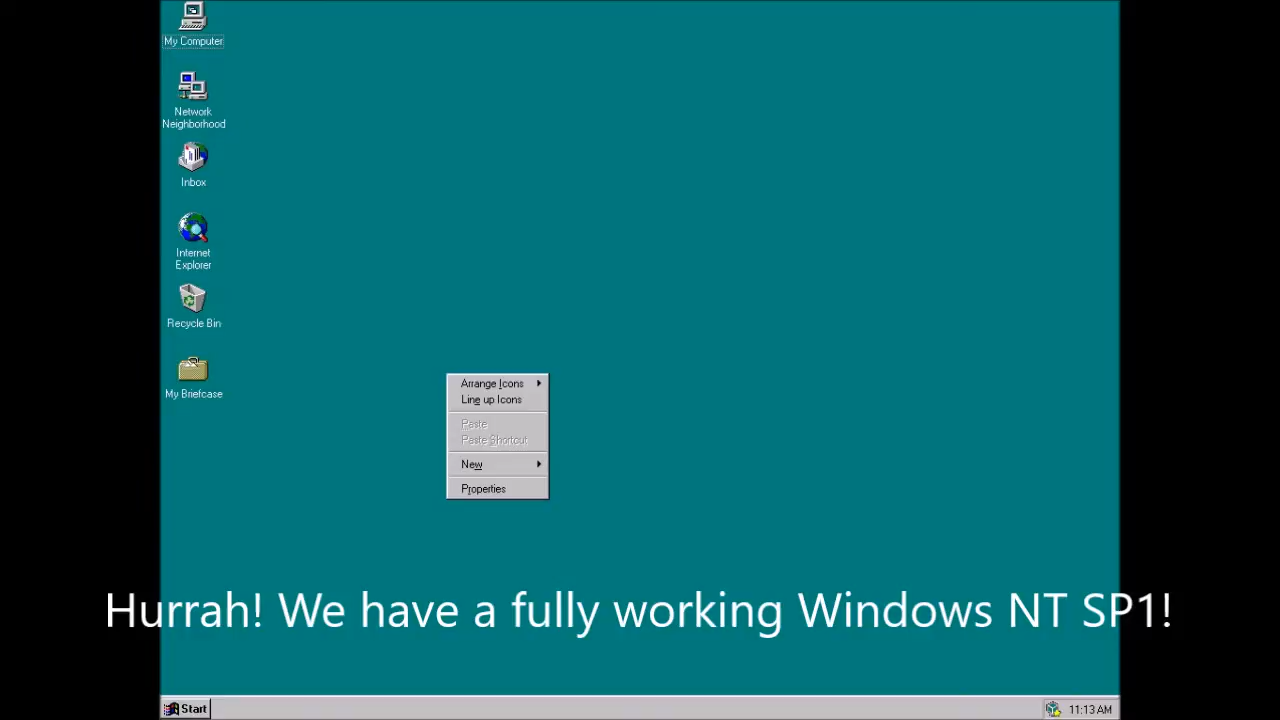 My Computer
Network
Neighborhood
Inbox
Internet
Explorer
Recycle Bin
My Briefcase
Arrange Icons
Line up Icons
Paste
Paste Shortcut
New
Properties
Hurrah! We have a fully working Windows NT SP1!
Start
11:13 AM